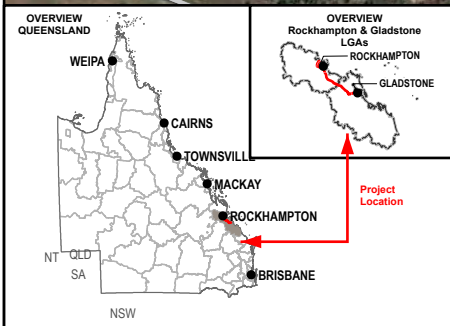 OVERVIEW
QUEENSLAND
WEIPA
CAIRNS
TOWNSVILLE
MACKAY
ROCKHAMPTON
BRISBANE
NT
QLD
SA
NSW
OVERVIEW
Rockhampton & Gladstone
LGAs
ROCKHAMPTON
GLADSTONE
Project
Location